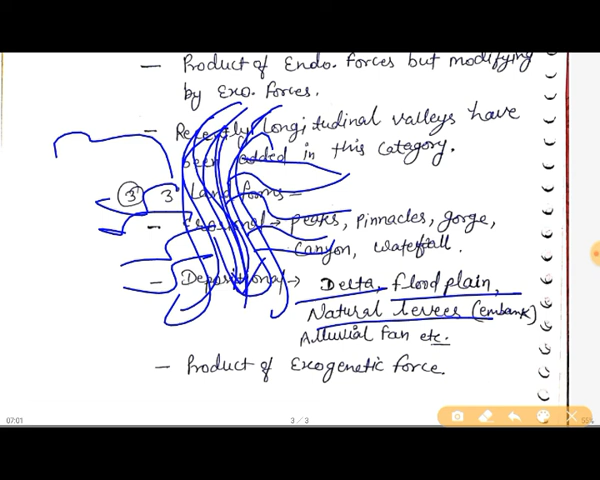 — Product of Endo. Forces but modifying
by Exo. Forces.
— Recently longitudinal valleys have
been added in this category.
3° 3° Landforms —
— Erosional → Peaks, Pinnacles, Gorge,
Canyon, Waterfall.
— Depositional → Delta, Flood plain,
Natural levees (embank)
Alluvial Fan etc.
— Product of Exogenetic Force.
07:01
3 / 3